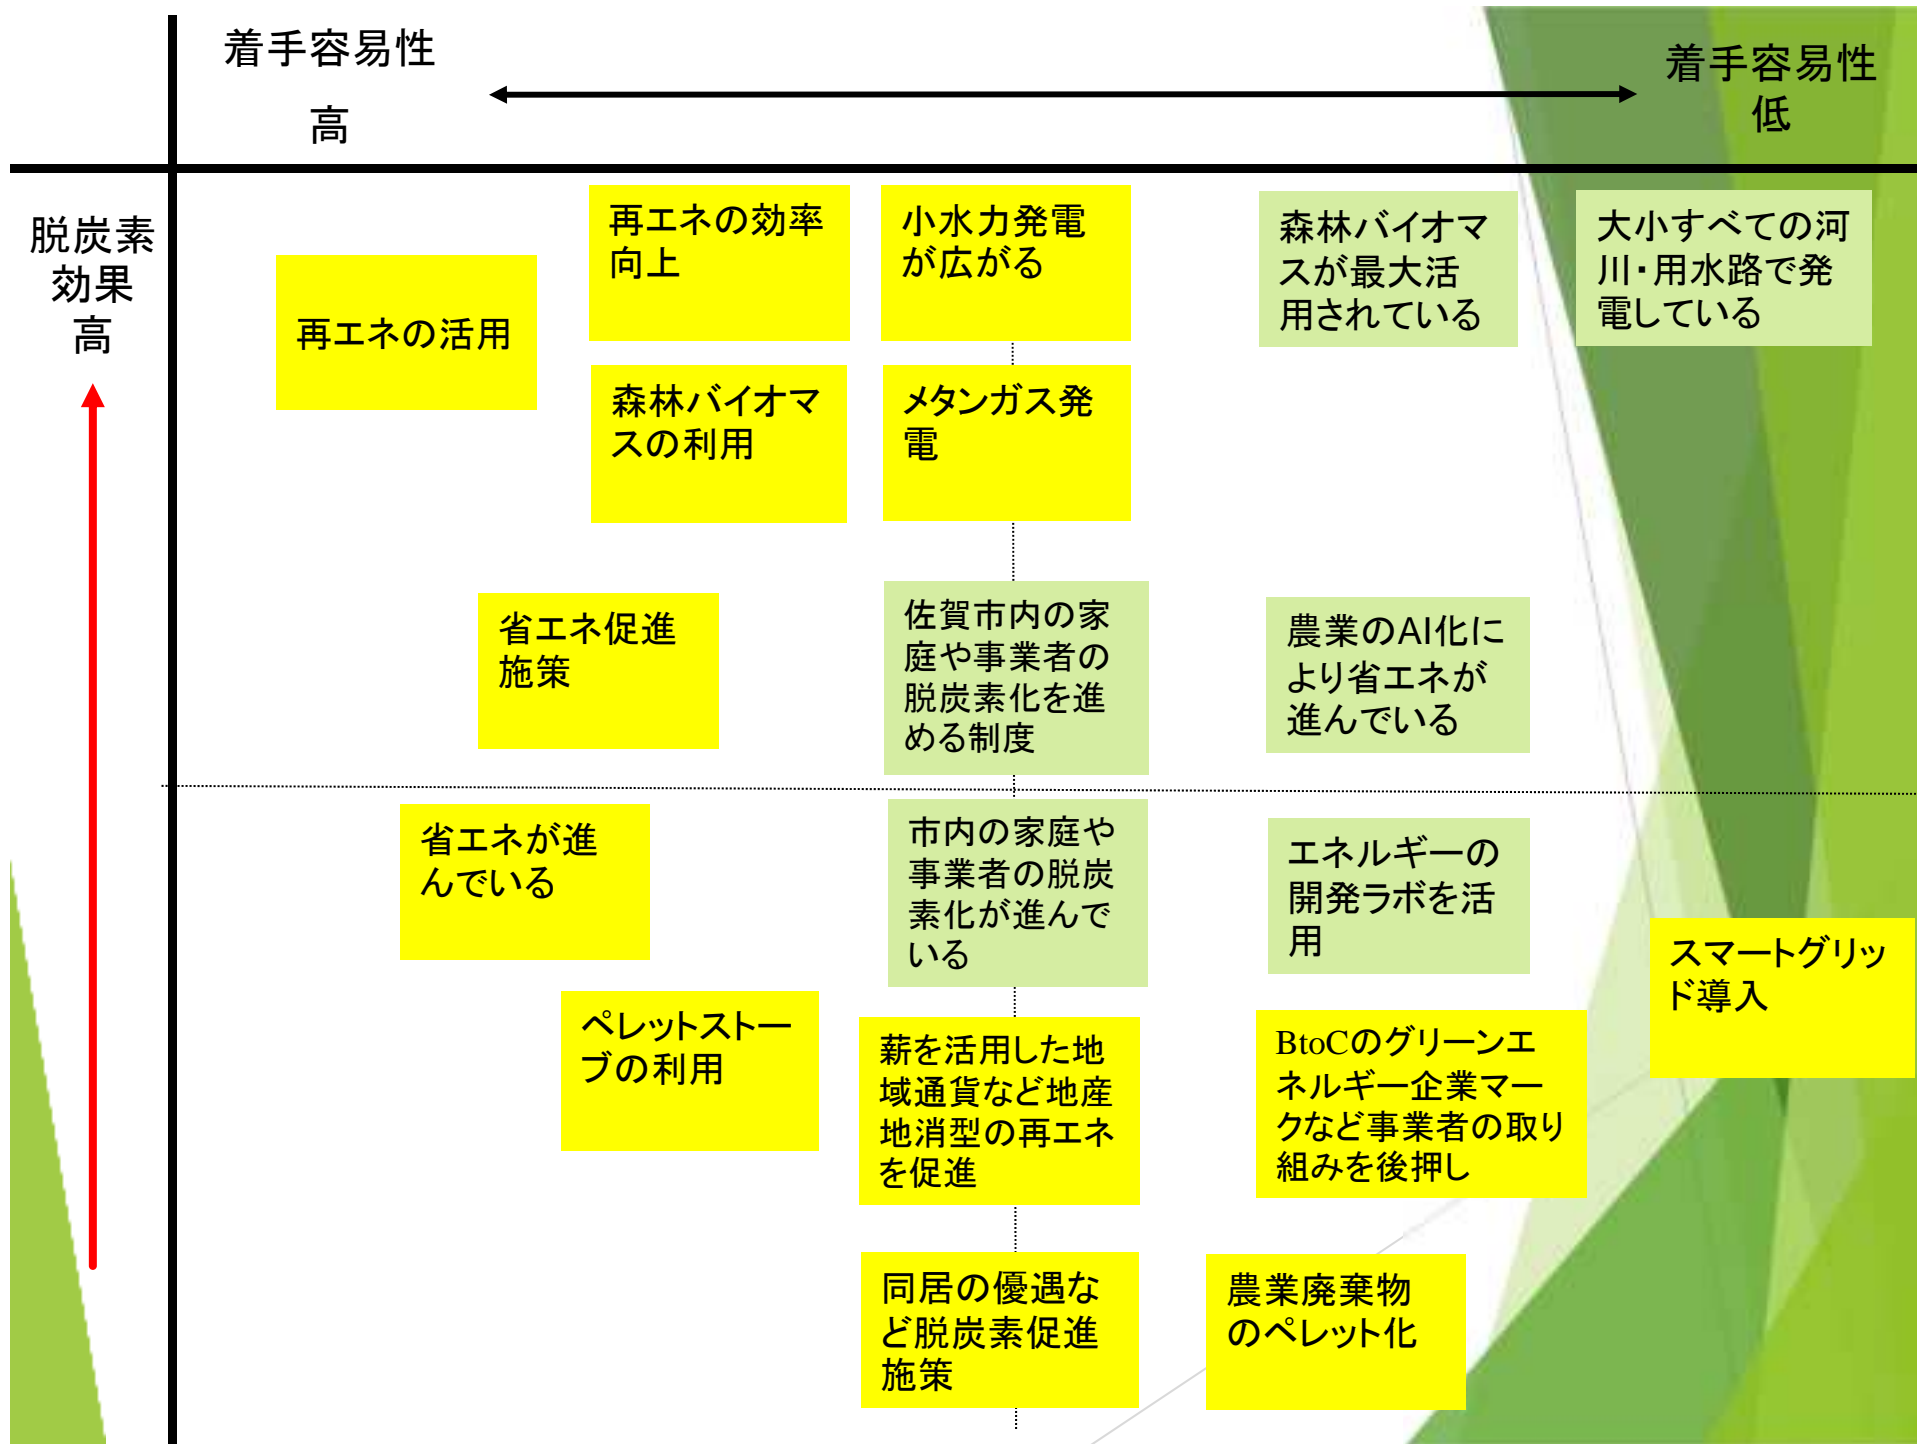 着手容易性
高
着手容易性
低
脱炭素
効果
高
再エネの活用
再エネの効率
向上
小水力発電
が広がる
森林バイオマ
スが最大活
用されている
大小すべての河
川・用水路で発
電している
森林バイオマ
スの利用
メタンガス発
電
省エネ促進
施策
佐賀市内の家
庭や事業者の
脱炭素化を進
める制度
農業のAI化に
より省エネが
進んでいる
省エネが進
んでいる
市内の家庭や
事業者の脱炭
素化が進んで
いる
エネルギーの
開発ラボを活
用
スマートグリッ
ド導入
ペレットストー
ブの利用
薪を活用した地
域通貨など地産
地消型の再エネ
を促進
BtoCのグリーンエ
ネルギー企業マー
クなど事業者の取り
組みを後押し
同居の優遇な
ど脱炭素促進
施策
農業廃棄物
のペレット化